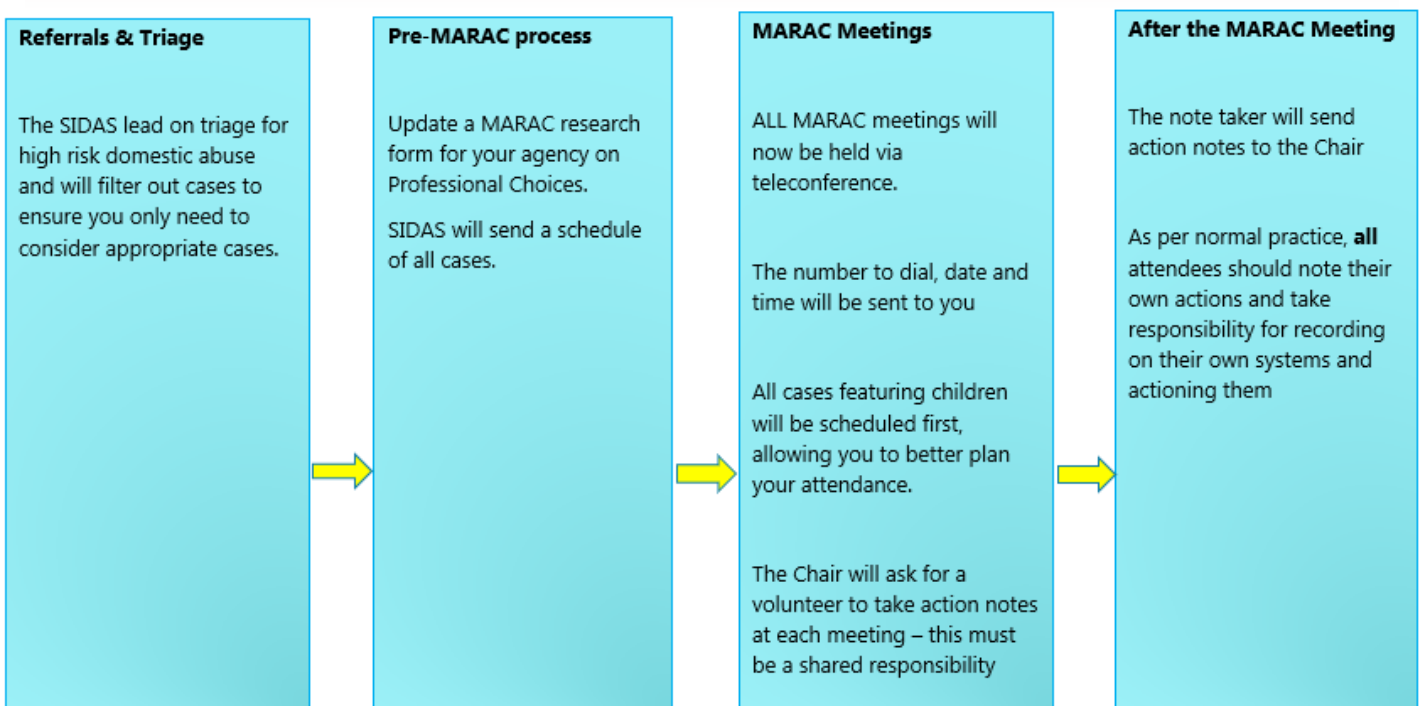 Referrals & Triage
The SIDAS lead on triage for
high risk domestic abuse
and will filter out cases to
ensure you only need to
consider appropriate cases.
Pre-MARAC process
Update a MARAC research
form for your agency on
Professional Choices.
SIDAS will send a schedule
of all cases.
MARAC Meetings
ALL MARAC meetings will
now be held via
teleconference.
The number to dial, date and
time will be sent to you
All cases featuring children
will be scheduled first,
allowing you to better plan
your attendance.
The Chair will ask for a
volunteer to take action notes
at each meeting – this must
be a shared responsibility
After the MARAC Meeting
The note taker will send
action notes to the Chair
As per normal practice, all
attendees should note their
own actions and take
responsibility for recording
on their own systems and
actioning them